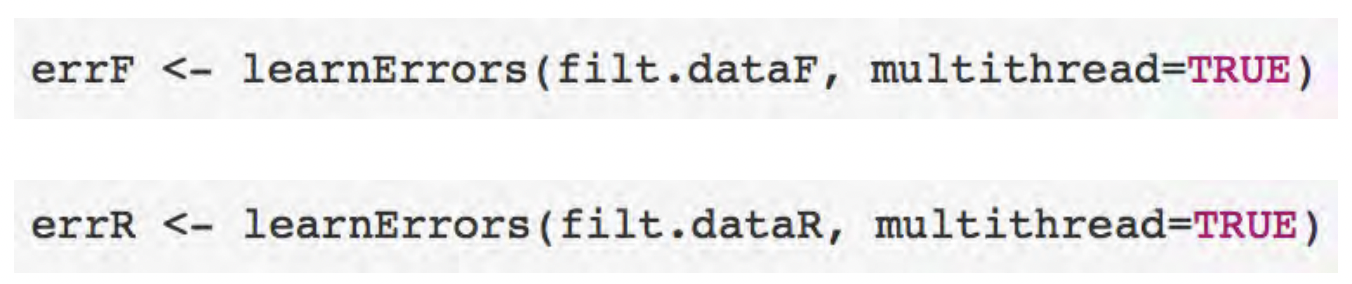 errF <- learnErrors(filt.dataF, multithread=TRUE)
errR <- learnErrors(filt.dataR, multithread=TRUE)